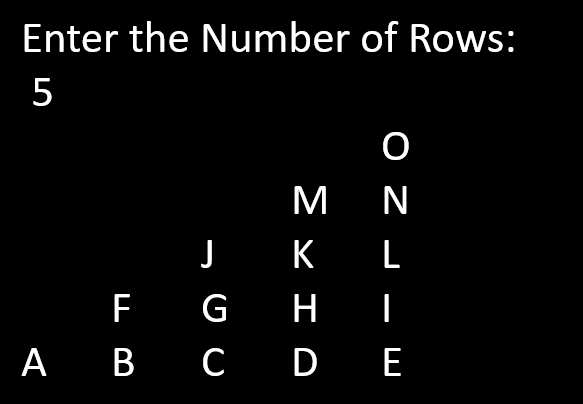 Enter the Number of Rows:
5
O
M N
J K L
F G H I
A B C D E